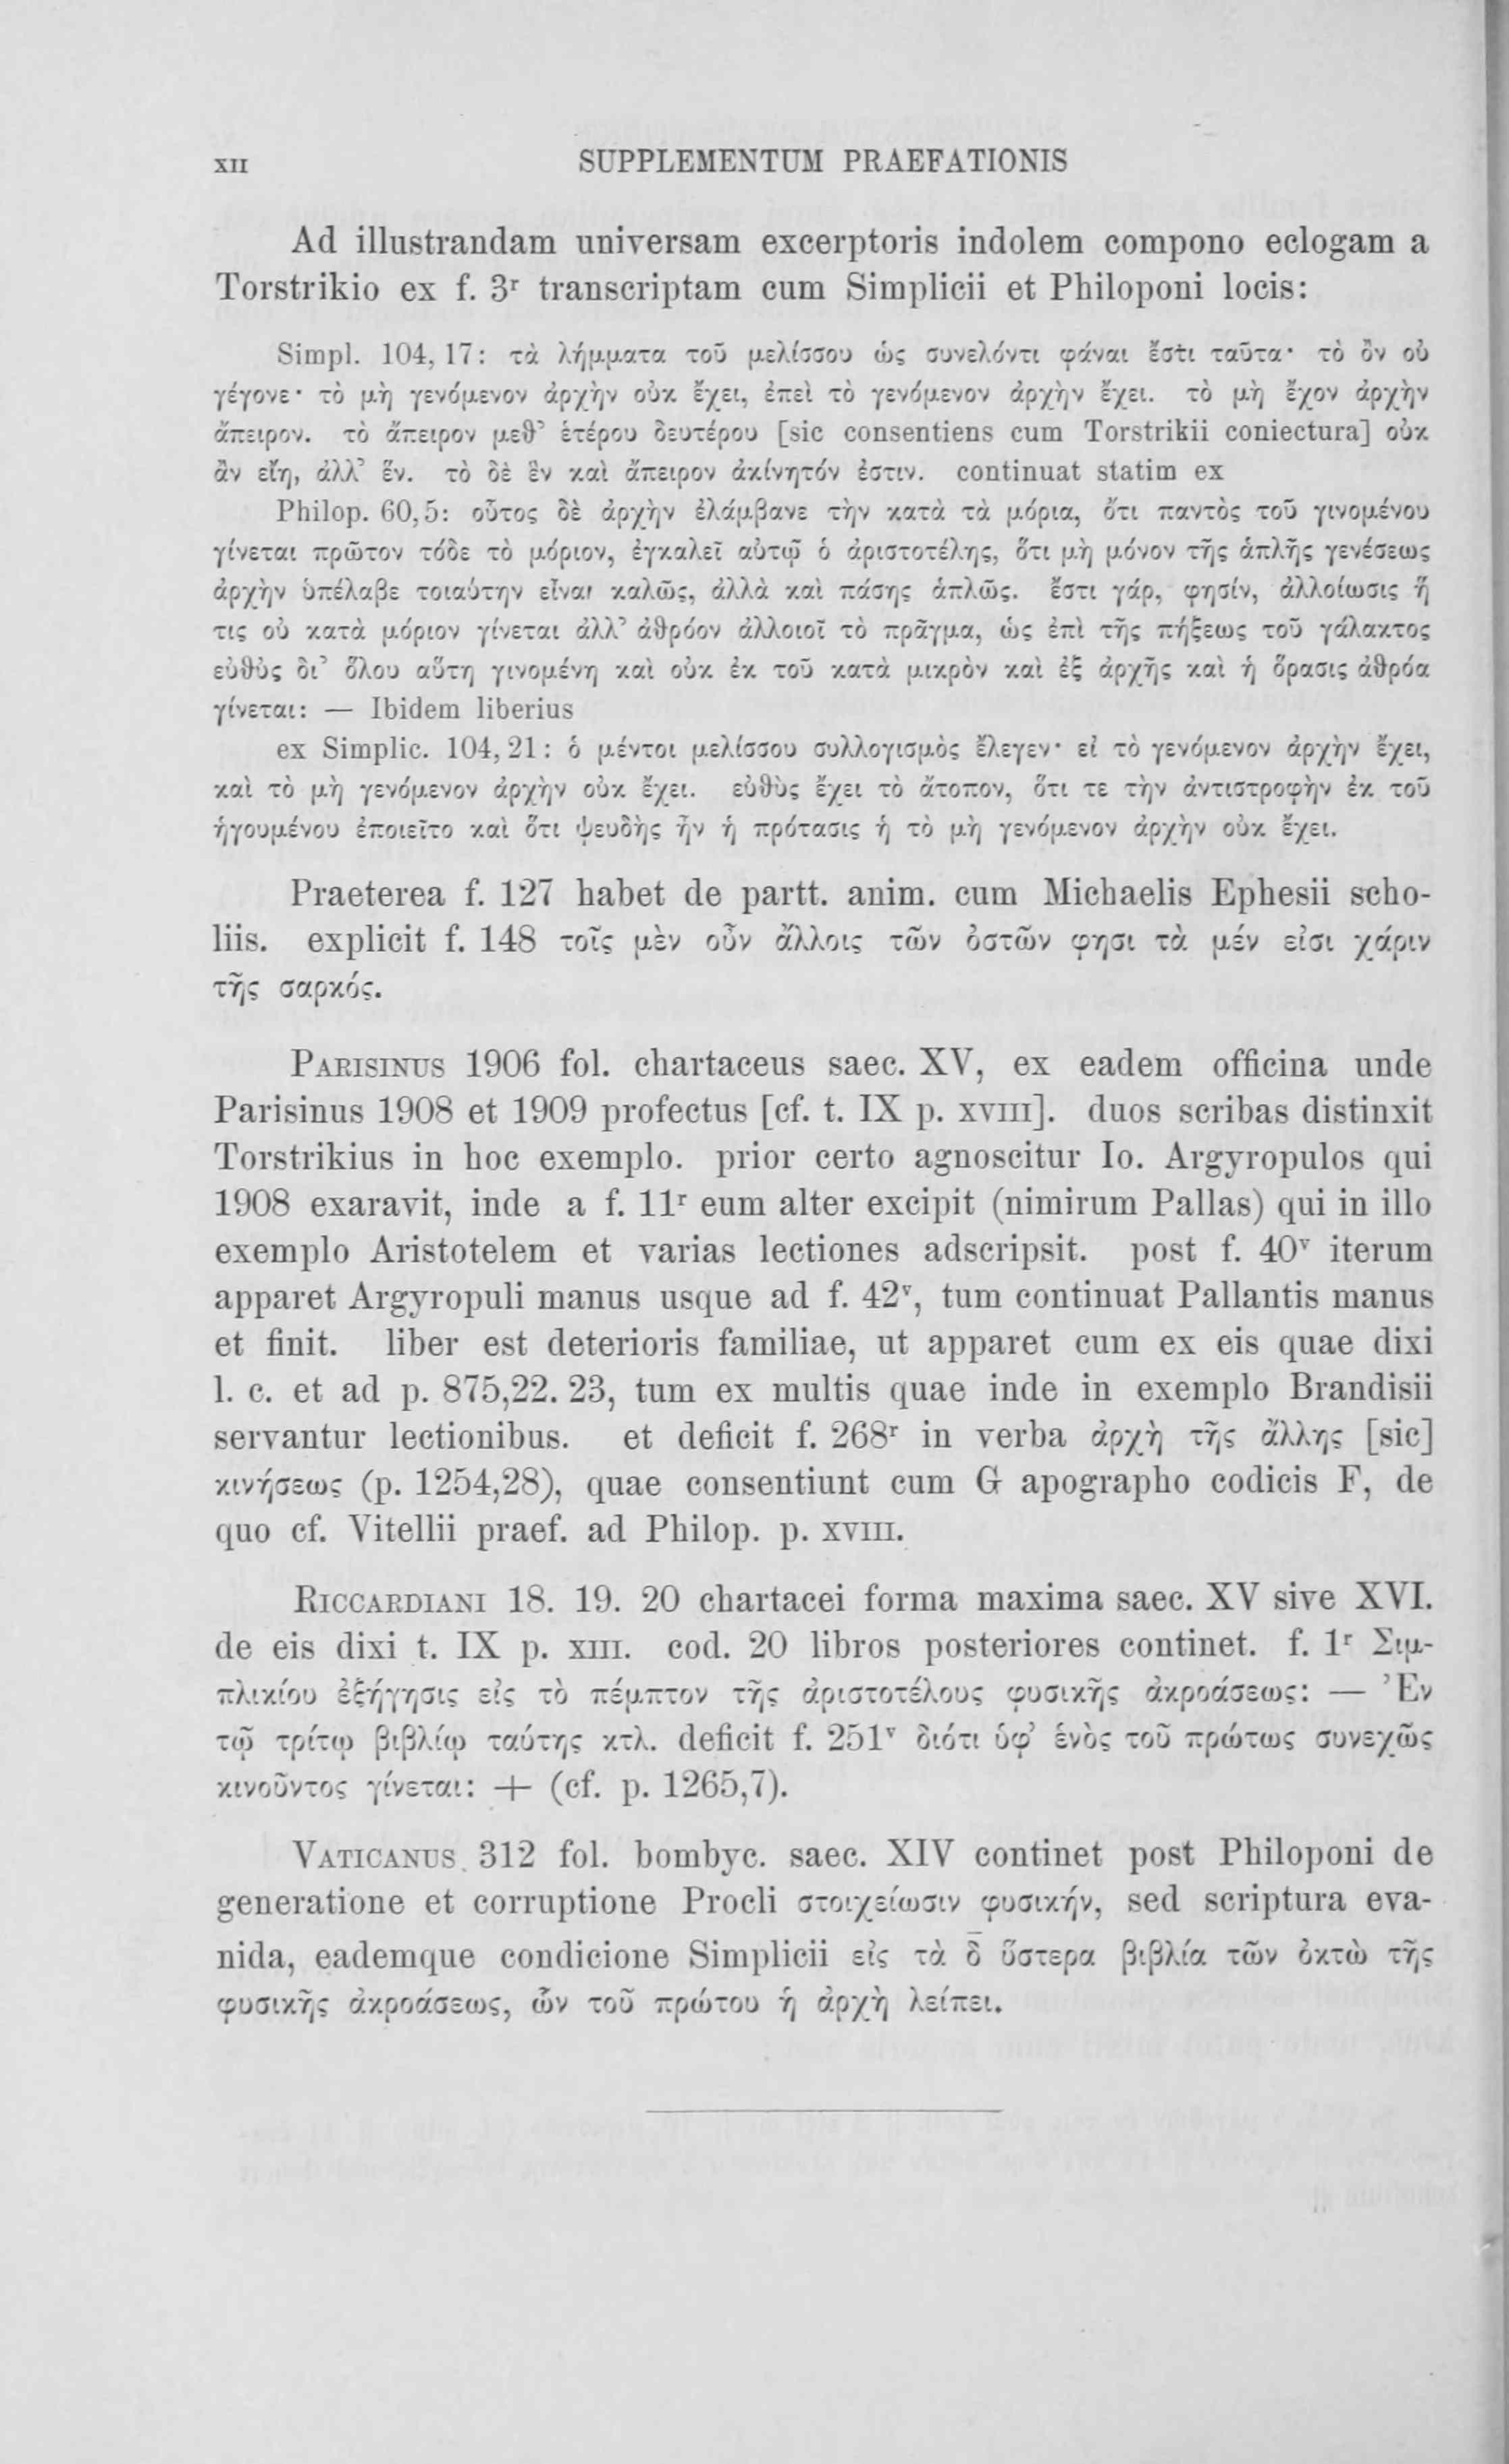 XII SUPPLEMENTUM PRAEFATIONIS
Ad illustrandam universam excerptoris indolem compono eclogam a
Torstrikio ex f. 3ʳ transcriptam cum Simplicii et Philoponi locis:
Simpl. 104, 17: τὰ λήμματα τοῦ μελίσσου ὡς συνελόντι φάναι ἔστι ταῦτα· τὸ ὂν οὐ
γέγονε· τὸ μὴ γενόμενον ἀρχὴν οὐκ ἔχει, ἐπεὶ τὸ γενόμενον ἀρχὴν ἔχει. τὸ μὴ ἔχον ἀρχὴν
ἄπειρον. τὸ ἄπειρον μεθ᾽ ἑτέρου δευτέρου [sic consentiens cum Torstrikii coniectura] οὐκ
ἂν εἴη, ἀλλ᾽ ἕν. τὸ δὲ ἓν καὶ ἄπειρον ἀκίνητόν ἐστιν. continuat statim ex
Philop. 60,5: οὗτος δὲ ἀρχὴν ἐλάμβανε τὴν κατὰ τὰ μόρια, ὅτι παντὸς τοῦ γινομένου
γίνεται πρῶτον τόδε τὸ μόριον, ἐγκαλεῖ αὐτῷ ὁ ἀριστοτέλης, ὅτι μὴ μόνον τῆς ἁπλῆς γενέσεως
ἀρχὴν ὑπέλαβε τοιαύτην εἶναι καλῶς, ἀλλὰ καὶ πάσης ἁπλῶς. ἔστι γάρ, φησίν, ἀλλοίωσις ἥ
τις οὐ κατὰ μόριον γίνεται ἀλλ᾽ ἀθρόον ἀλλοιοῖ τὸ πρᾶγμα, ὡς ἐπὶ τῆς πήξεως τοῦ γάλακτος
εὐθὺς δι᾽ ὅλου αὕτη γινομένη καὶ οὐκ ἐκ τοῦ κατὰ μικρὸν καὶ ἐξ ἀρχῆς καὶ ἡ ὅρασις ἀθρόα
γίνεται: — Ibidem liberius
ex Simplic. 104, 21: ὁ μέντοι μελίσσου συλλογισμὸς ἔλεγεν· εἰ τὸ γενόμενον ἀρχὴν ἔχει,
καὶ τὸ μὴ γενόμενον ἀρχὴν οὐκ ἔχει. εὐθὺς ἔχει τὸ ἄτοπον, ὅτι τε τὴν ἀντιστροφὴν ἐκ τοῦ
ἡγουμένου ἐποιεῖτο καὶ ὅτι ψευδὴς ἦν ἡ πρότασις ἡ τὸ μὴ γενόμενον ἀρχὴν οὐκ ἔχει.
Praeterea f. 127 habet de partt. anim. cum Michaelis Ephesii scho-
liis. explicit f. 148 τοῖς μὲν οὖν ἄλλοις τῶν ὀστῶν φησι τὰ μέν εἰσι χάριν
τῆς σαρκός.
PARISINUS 1906 fol. chartaceus saec. XV, ex eadem officina unde
Parisinus 1908 et 1909 profectus [cf. t. IX p. XVIII]. duos scribas distinxit
Torstrikius in hoc exemplo. prior certo agnoscitur Io. Argyropulos qui
1908 exaravit, inde a f. 11ʳ eum alter excipit (nimirum Pallas) qui in illo
exemplo Aristotelem et varias lectiones adscripsit. post f. 40ᵛ iterum
apparet Argyropuli manus usque ad f. 42ᵛ, tum continuat Pallantis manus
et finit. liber est deterioris familiae, ut apparet cum ex eis quae dixi
l. c. et ad p. 875,22. 23, tum ex multis quae inde in exemplo Brandisii
servantur lectionibus. et deficit f. 268ʳ in verba ἀρχὴ τῆς ἄλλης [sic]
κινήσεως (p. 1254,28), quae consentiunt cum G apographo codicis F, de
quo cf. Vitellii praef. ad Philop. p. XVIII.
RICCARDIANI 18. 19. 20 chartacei forma maxima saec. XV sive XVI.
de eis dixi t. IX p. XIII. cod. 20 libros posteriores continet. f. 1ʳ Σιμ-
πλικίου ἐξήγησις εἰς τὸ πέμπτον τῆς ἀριστοτέλους φυσικῆς ἀκροάσεως: — Ἐν
τῷ τρίτῳ βιβλίῳ ταύτης κτλ. deficit f. 251ᵛ διότι ὑφ᾽ ἑνὸς τοῦ πρώτως συνεχῶς
κινοῦντος γίνεται: + (cf. p. 1265,7).
VATICANUS 312 fol. bombyc. saec. XIV continet post Philoponi de
generatione et corruptione Procli στοιχείωσιν φυσικήν, sed scriptura eva-
nida, eademque condicione Simplicii εἰς τὰ δ̄ ὕστερα βιβλία τῶν ὀκτὼ τῆς
φυσικῆς ἀκροάσεως, ὧν τοῦ πρώτου ἡ ἀρχὴ λείπει.